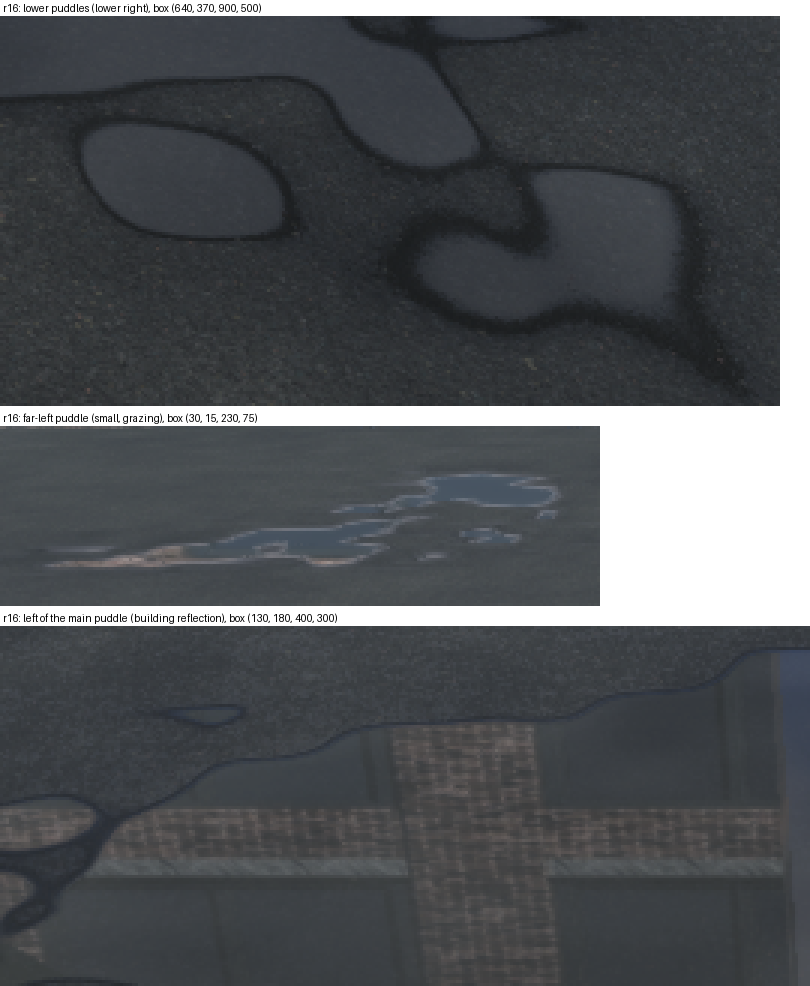 r16: lower puddles (lower right), box (640, 370, 900, 500)
r16: far-left puddle (small, grazing), box (30, 15, 230, 75)
r16: left of the main puddle (building reflection), box (130, 180, 400, 300)